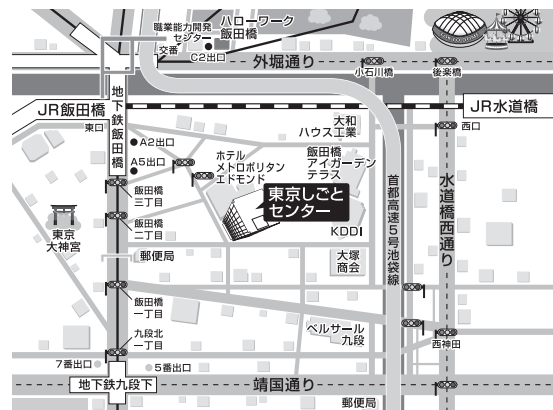 職業能力開発
センター
ハローワーク
飯田橋
交番
C2出口
外堀通り
小石川橋
後楽橋
地下鉄飯田橋
JR飯田橋
JR水道橋
東口
西口
A2出口
A5出口
大和
ハウス工業
ホテル
メトロポリタン
エドモンド
飯田橋
アイガーデン
テラス
東京しごと
センター
首都高速5号池袋線
水道橋西通り
飯田橋
三丁目
飯田橋
二丁目
東京
大神宮
KDDI
郵便局
大塚
商会
飯田橋
一丁目
ベルサール
九段
九段北
一丁目
西神田
7番出口
5番出口
地下鉄九段下
靖国通り
郵便局